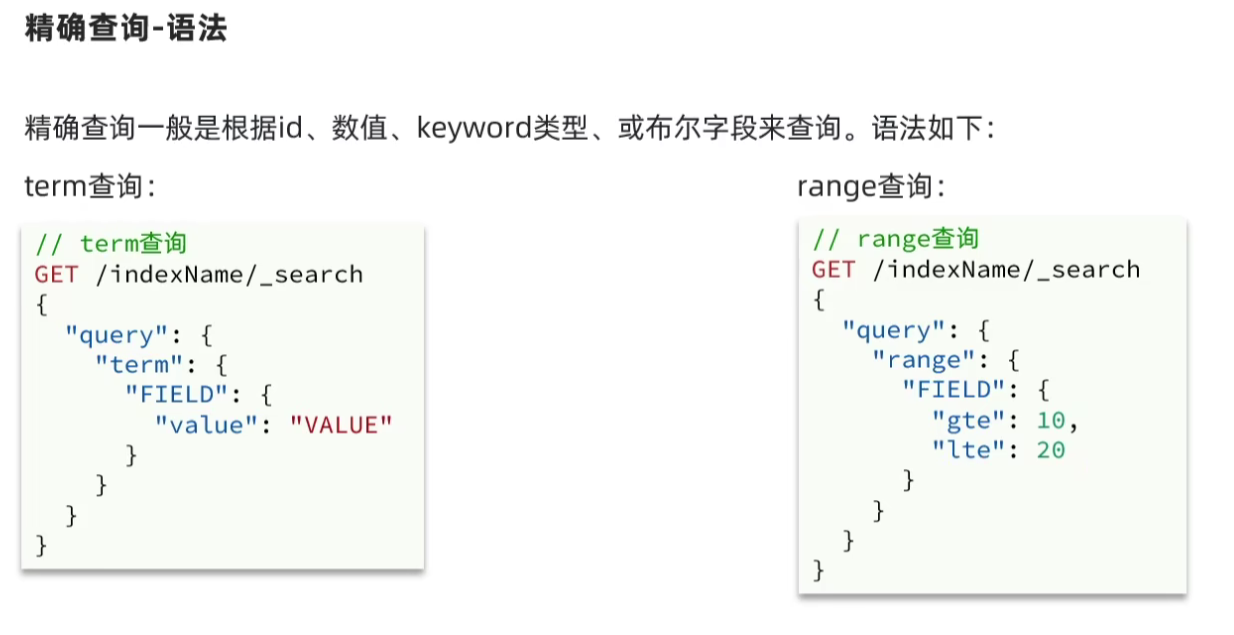 精确查询-语法
精确查询一般是根据id、数值、keyword类型、或布尔字段来查询。语法如下：
term查询：
// term查询
GET /indexName/_search
{
  "query": {
    "term": {
      "FIELD": {
        "value": "VALUE"
      }
    }
  }
}
range查询：
// range查询
GET /indexName/_search
{
  "query": {
    "range": {
      "FIELD": {
        "gte": 10,
        "lte": 20
      }
    }
  }
}